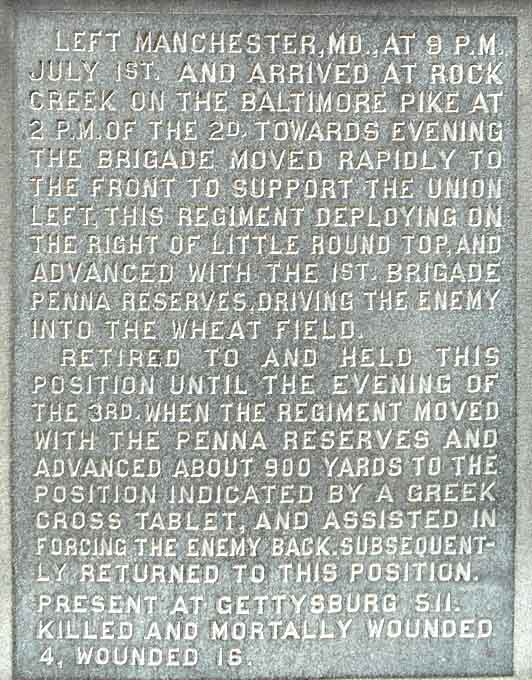 LEFT MANCHESTER, MD., AT 9 P.M.
JULY 1ST. AND ARRIVED AT ROCK
CREEK ON THE BALTIMORE PIKE AT
2 P.M. OF THE 2D. TOWARDS EVENING
THE BRIGADE MOVED RAPIDLY TO
THE FRONT TO SUPPORT THE UNION
LEFT, THIS REGIMENT DEPLOYING ON
THE RIGHT OF LITTLE ROUND TOP, AND
ADVANCED WITH THE 1ST. BRIGADE
PENNA RESERVES, DRIVING THE ENEMY
INTO THE WHEAT FIELD.
RETIRED TO AND HELD THIS
POSITION UNTIL THE EVENING OF
THE 3RD. WHEN THE REGIMENT MOVED
WITH THE PENNA RESERVES AND
ADVANCED ABOUT 900 YARDS TO THE
POSITION INDICATED BY A GREEK
CROSS TABLET, AND ASSISTED IN
FORCING THE ENEMY BACK. SUBSEQUENT-
LY RETURNED TO THIS POSITION.
PRESENT AT GETTYSBURG 511.
KILLED AND MORTALLY WOUNDED
4, WOUNDED 16.